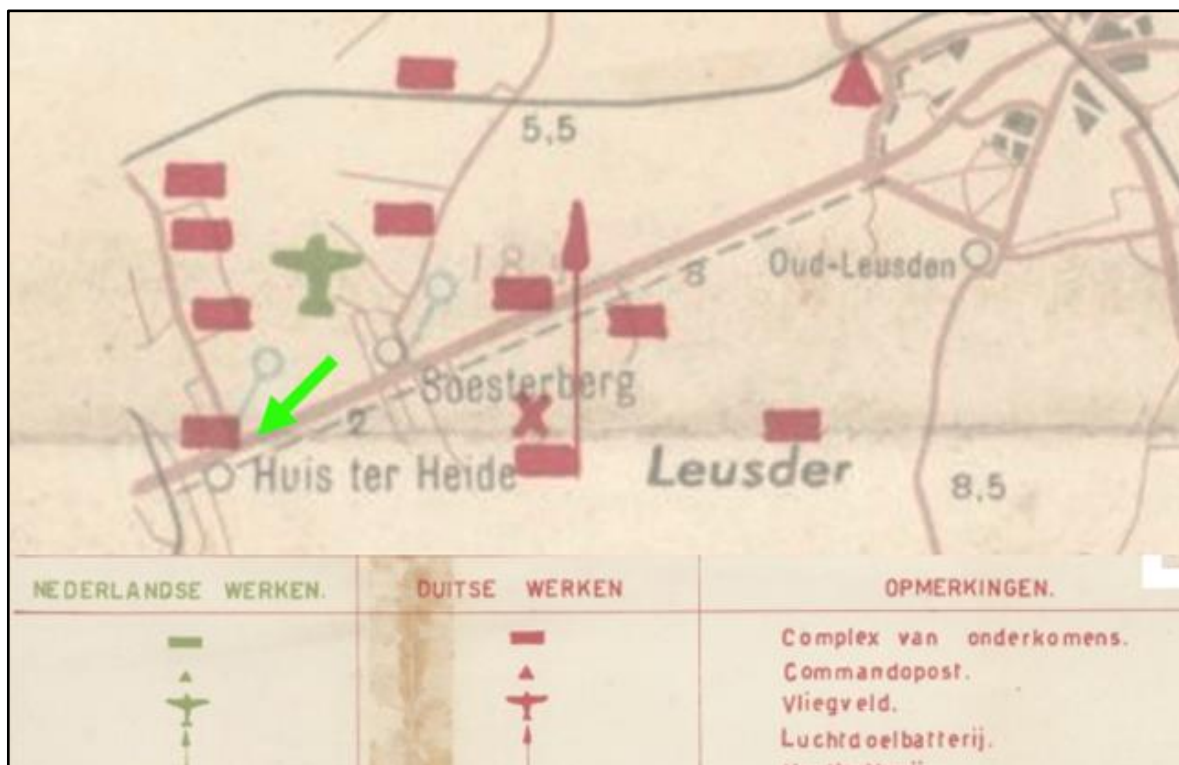 5,5
18
8
Oud-Leusden
Soesterberg
2
Huis ter Heide
Leusder
8,5
NEDERLANDSE WERKEN.
DUITSE WERKEN
OPMERKINGEN.
Complex van onderkomens.
Commandopost.
Vliegveld.
Luchtdoelbatterij.